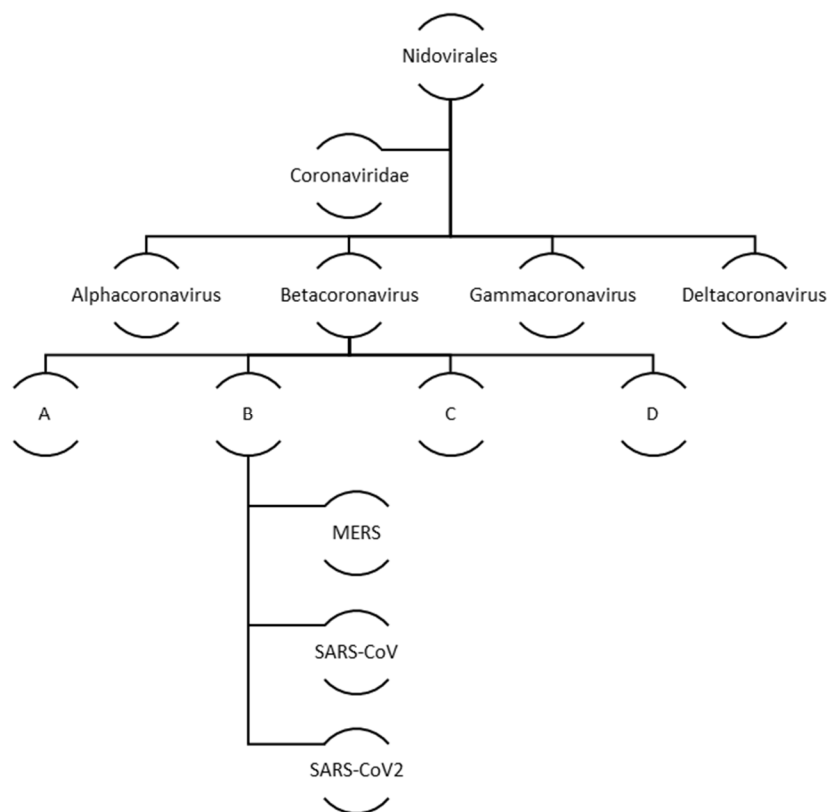 Nidovirales
Coronaviridae
Alphacoronavirus Betacoronavirus Gammacoronavirus Deltacoronavirus
A B C D
MERS
SARS-CoV
SARS-CoV2